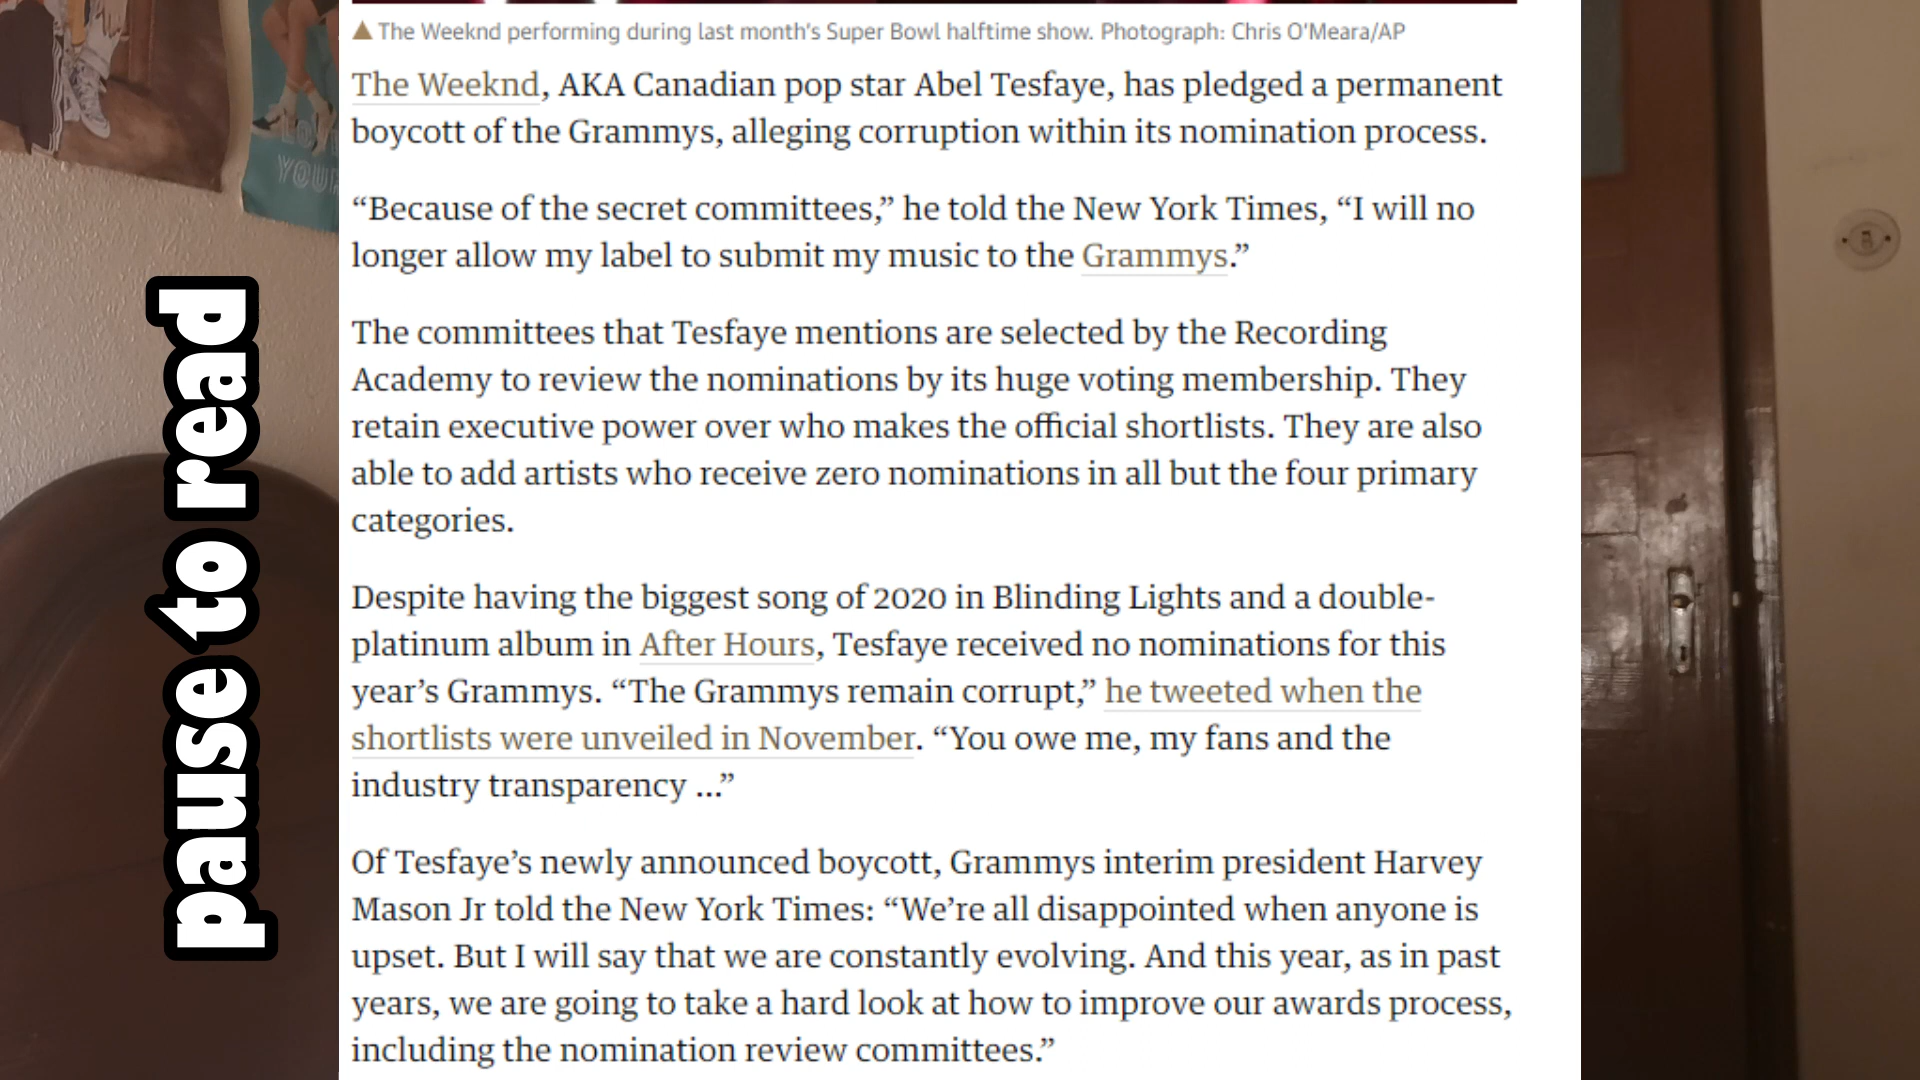 The Weeknd performing during last month's Super Bowl halftime show. Photograph: Chris O'Meara/AP
The Weeknd, AKA Canadian pop star Abel Tesfaye, has pledged a permanent
boycott of the Grammys, alleging corruption within its nomination process.
“Because of the secret committees,” he told the New York Times, “I will no
longer allow my label to submit my music to the Grammys.”
The committees that Tesfaye mentions are selected by the Recording
Academy to review the nominations by its huge voting membership. They
retain executive power over who makes the official shortlists. They are also
able to add artists who receive zero nominations in all but the four primary
categories.
Despite having the biggest song of 2020 in Blinding Lights and a double-
platinum album in After Hours, Tesfaye received no nominations for this
year’s Grammys. “The Grammys remain corrupt,” he tweeted when the
shortlists were unveiled in November. “You owe me, my fans and the
industry transparency ...”
Of Tesfaye’s newly announced boycott, Grammys interim president Harvey
Mason Jr told the New York Times: “We’re all disappointed when anyone is
upset. But I will say that we are constantly evolving. And this year, as in past
years, we are going to take a hard look at how to improve our awards process,
including the nomination review committees.”
pause to read